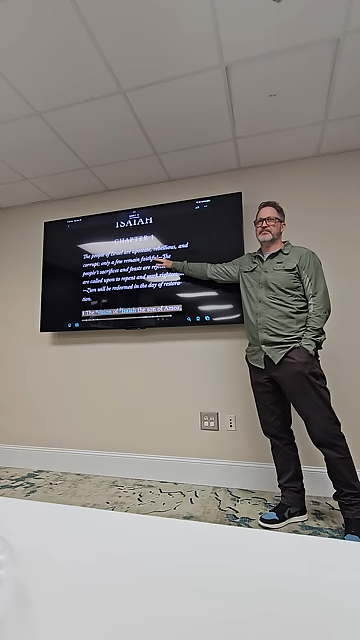 ISAIAH
CHAPTER 1
The people of Israel are apostate, rebellious, and
corrupt; only a few remain faithful—The
people's sacrifices and feasts are
are called upon to repent and work
—Zion will be redeemed in the day of restora-
tion.
1 The vision of Isaiah the son of Amoz,